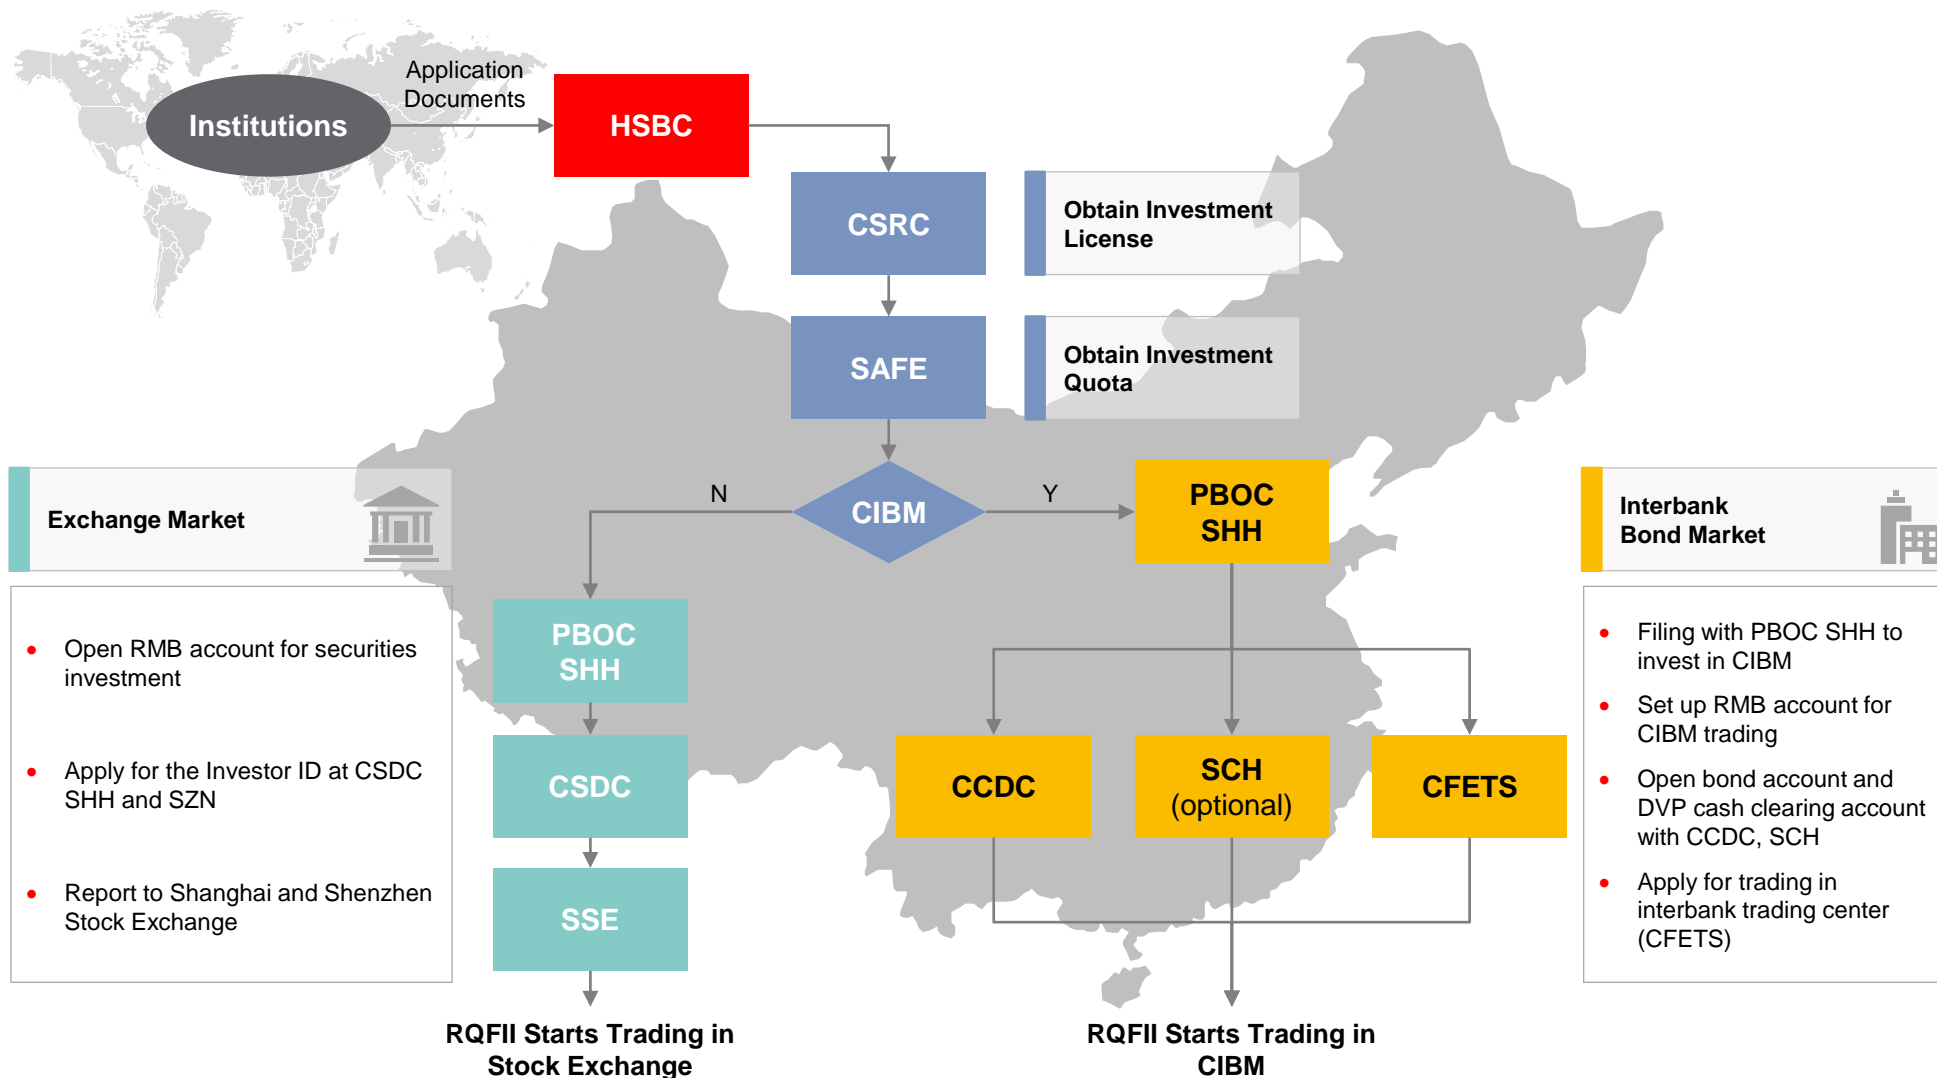 Application
Documents
Institutions
HSBC
CSRC
Obtain Investment
License
SAFE
Obtain Investment
Quota
CIBM
N
Y
Exchange Market
PBOC
SHH
Interbank
Bond Market
Open RMB account for securities
investment
Apply for the Investor ID at CSDC
SHH and SZN
Report to Shanghai and Shenzhen
Stock Exchange
PBOC
SHH
CSDC
SSE
CCDC
SCH
(optional)
CFETS
Filing with PBOC SHH to
invest in CIBM
Set up RMB account for
CIBM trading
Open bond account and
DVP cash clearing account
with CCDC, SCH
Apply for trading in
interbank trading center
(CFETS)
RQFII Starts Trading in
Stock Exchange
RQFII Starts Trading in
CIBM